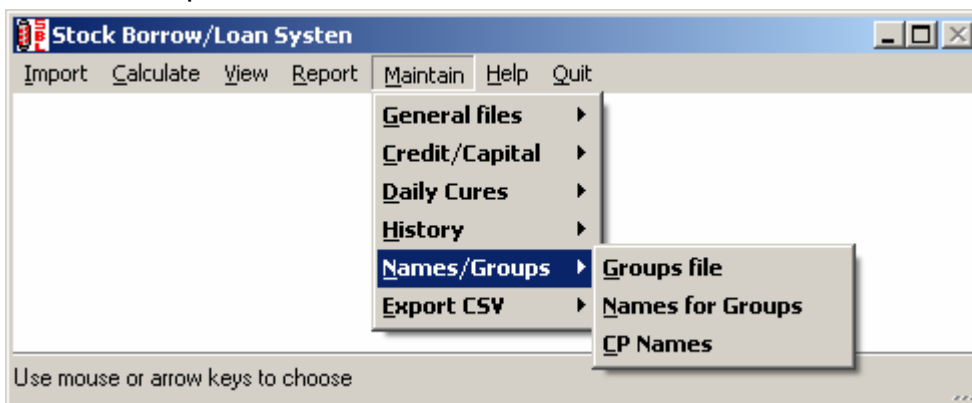 SBL Stock Borrow/Loan Systen
Import Calculate View Report Maintain Help Quit
General files
Credit/Capital
Daily Cures
History
Names/Groups
Export CSV
Groups file
Names for Groups
CP Names
Use mouse or arrow keys to choose